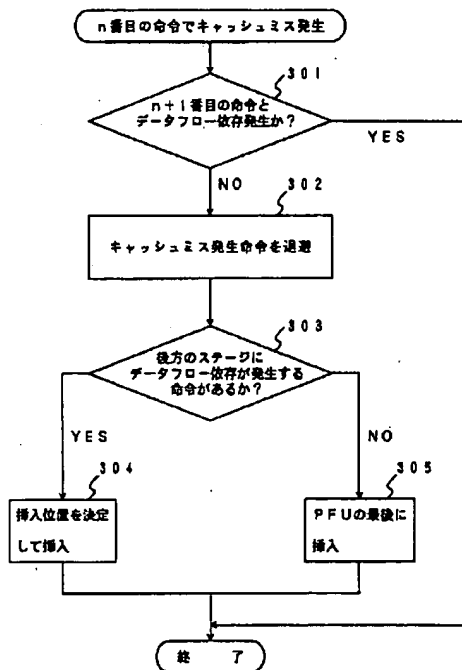 n番目の命令でキャッシュミス発生
301
n+1番目の命令と
データフロー依存発生か?
YES
NO
302
キャッシュミス発生命令を退避
303
後方のステージに
データフロー依存が発生する
命令があるか?
YES
NO
304
305
挿入位置を決定
して挿入
PFUの最後に
挿入
終 了